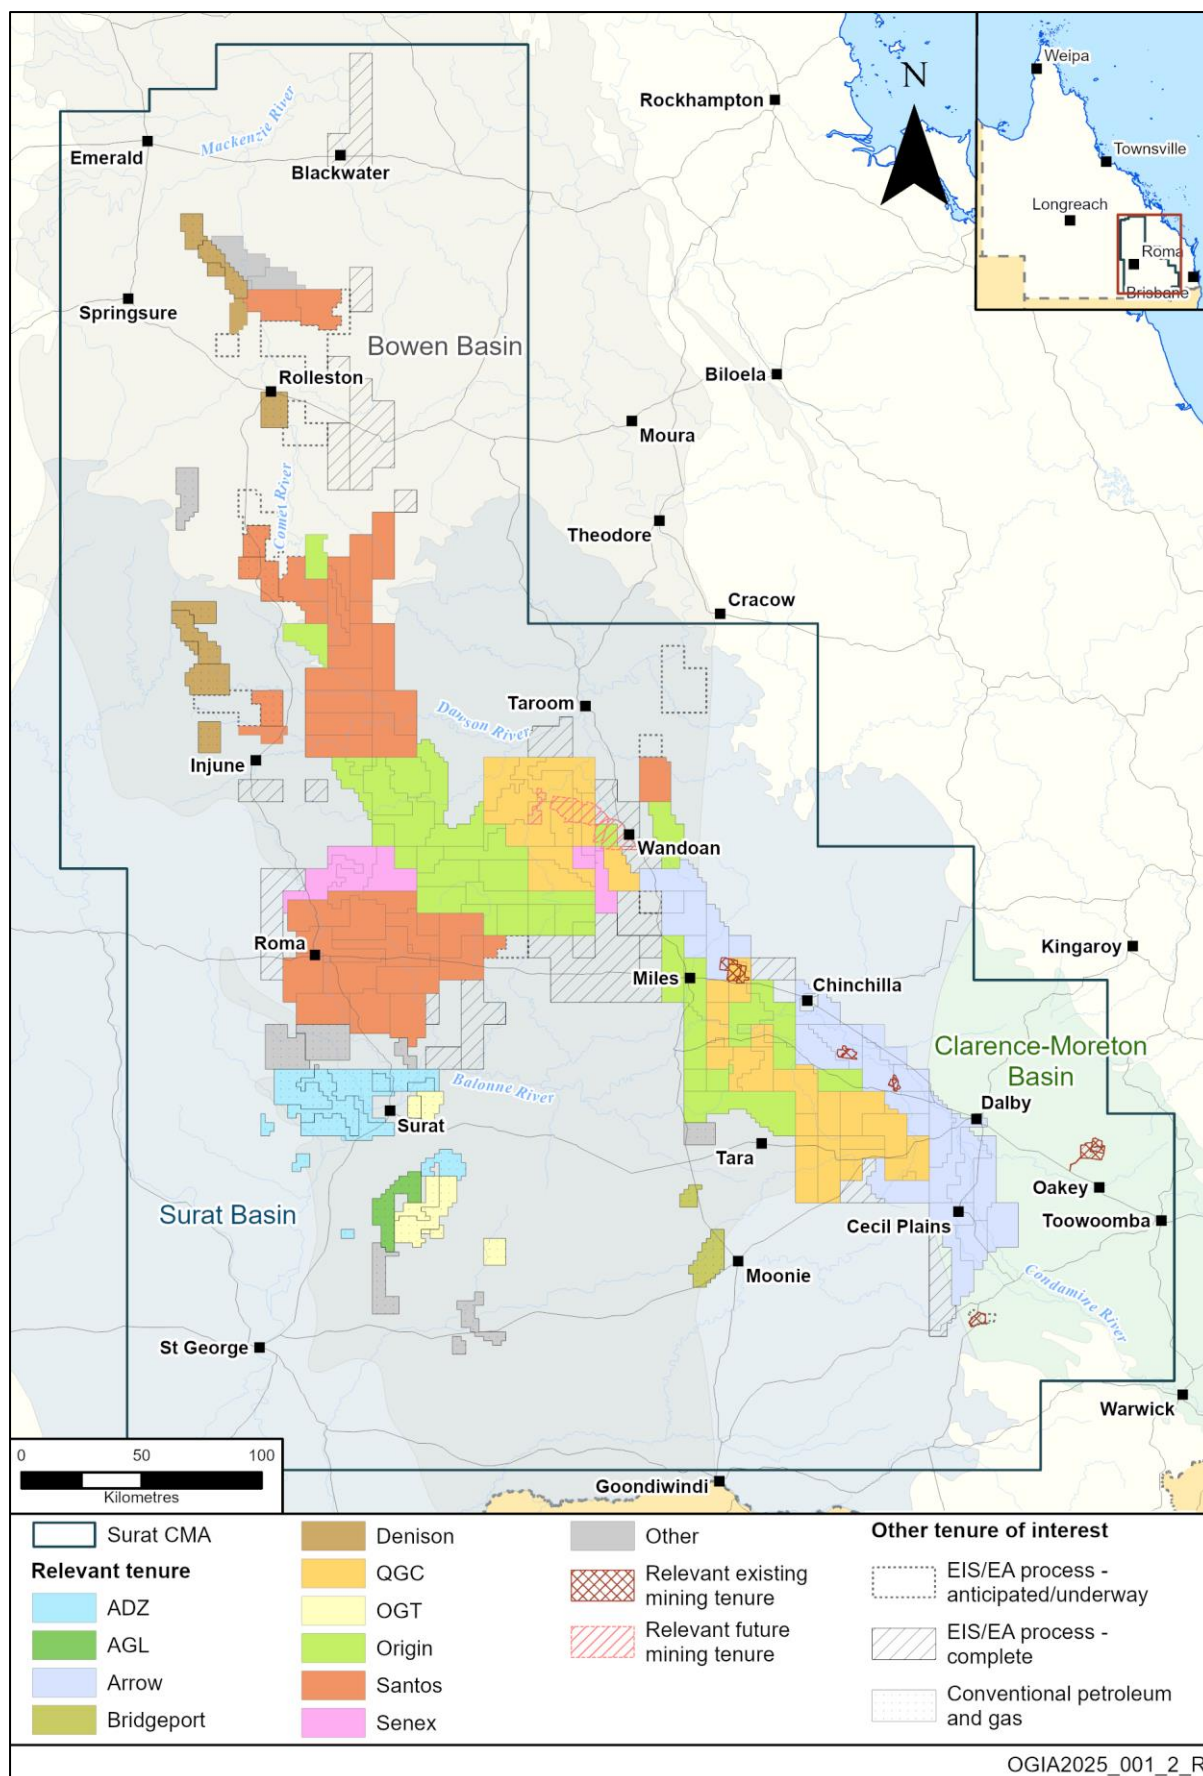 N
Weipa
Townsville
Longreach
Roma
Brisbane
Rockhampton
Mackenzie River
Emerald
Blackwater
Springsure
Bowen Basin
Rolleston
Biloela
Moura
Comet River
Theodore
Cracow
Taroom
Dawson River
Injune
Wandoan
Roma
Kingaroy
Miles
Chinchilla
Clarence-Moreton
Basin
Balonne River
Surat
Dalby
Tara
Oakey
Surat Basin
Cecil Plains
Toowoomba
Moonie
Condamine River
St George
Warwick
0 50 100
Kilometres
Goondiwindi
Surat CMA
Relevant tenure
ADZ
AGL
Arrow
Bridgeport
Denison
QGC
OGT
Origin
Santos
Senex
Other
Relevant existing
mining tenure
Relevant future
mining tenure
Other tenure of interest
EIS/EA process -
anticipated/underway
EIS/EA process -
complete
Conventional petroleum
and gas
OGIA2025_001_2_R